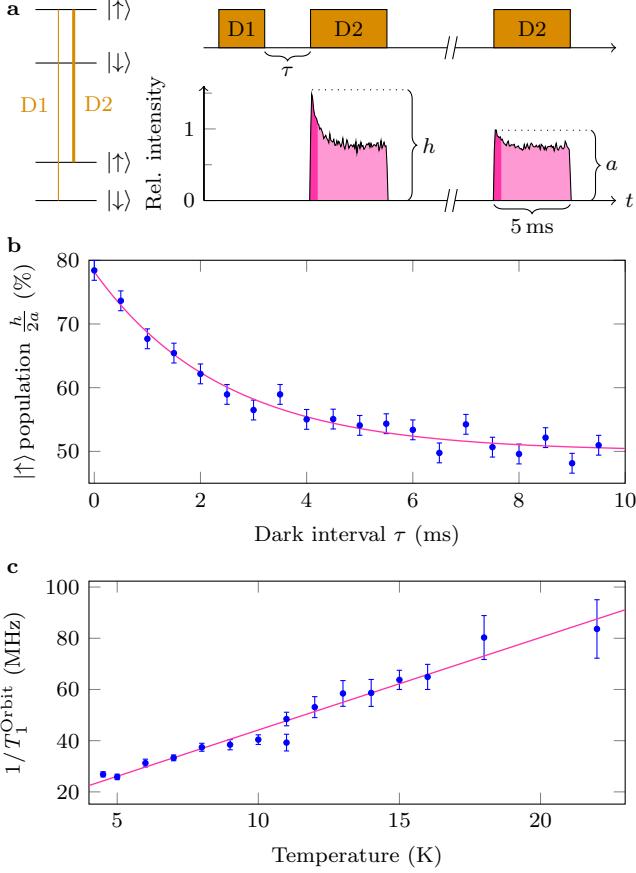 a
|↑⟩
|↓⟩
D1
D2
|↑⟩
|↓⟩
D1
D2
D2
τ
Rel. intensity
1
0
h
a
t
5 ms
b
|↑⟩ population h/2a (%)
80
70
60
50
0
2
4
6
8
10
Dark interval τ (ms)
c
1/T₁^Orbit (MHz)
100
80
60
40
20
5
10
15
20
Temperature (K)